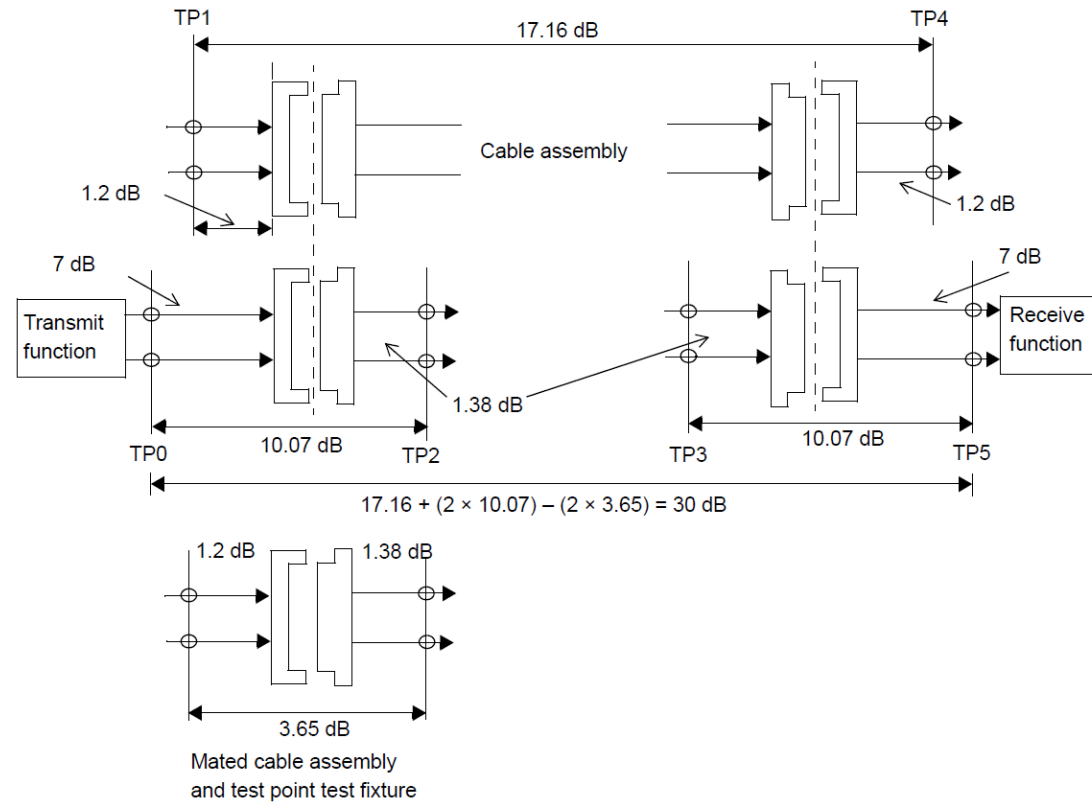 TP1
17.16 dB
TP4
Cable assembly
1.2 dB
1.2 dB
7 dB
7 dB
Transmit
function
Receive
function
1.38 dB
10.07 dB
10.07 dB
TP0
TP2
TP3
TP5
17.16 + (2 × 10.07) – (2 × 3.65) = 30 dB
1.2 dB
1.38 dB
3.65 dB
Mated cable assembly
and test point test fixture